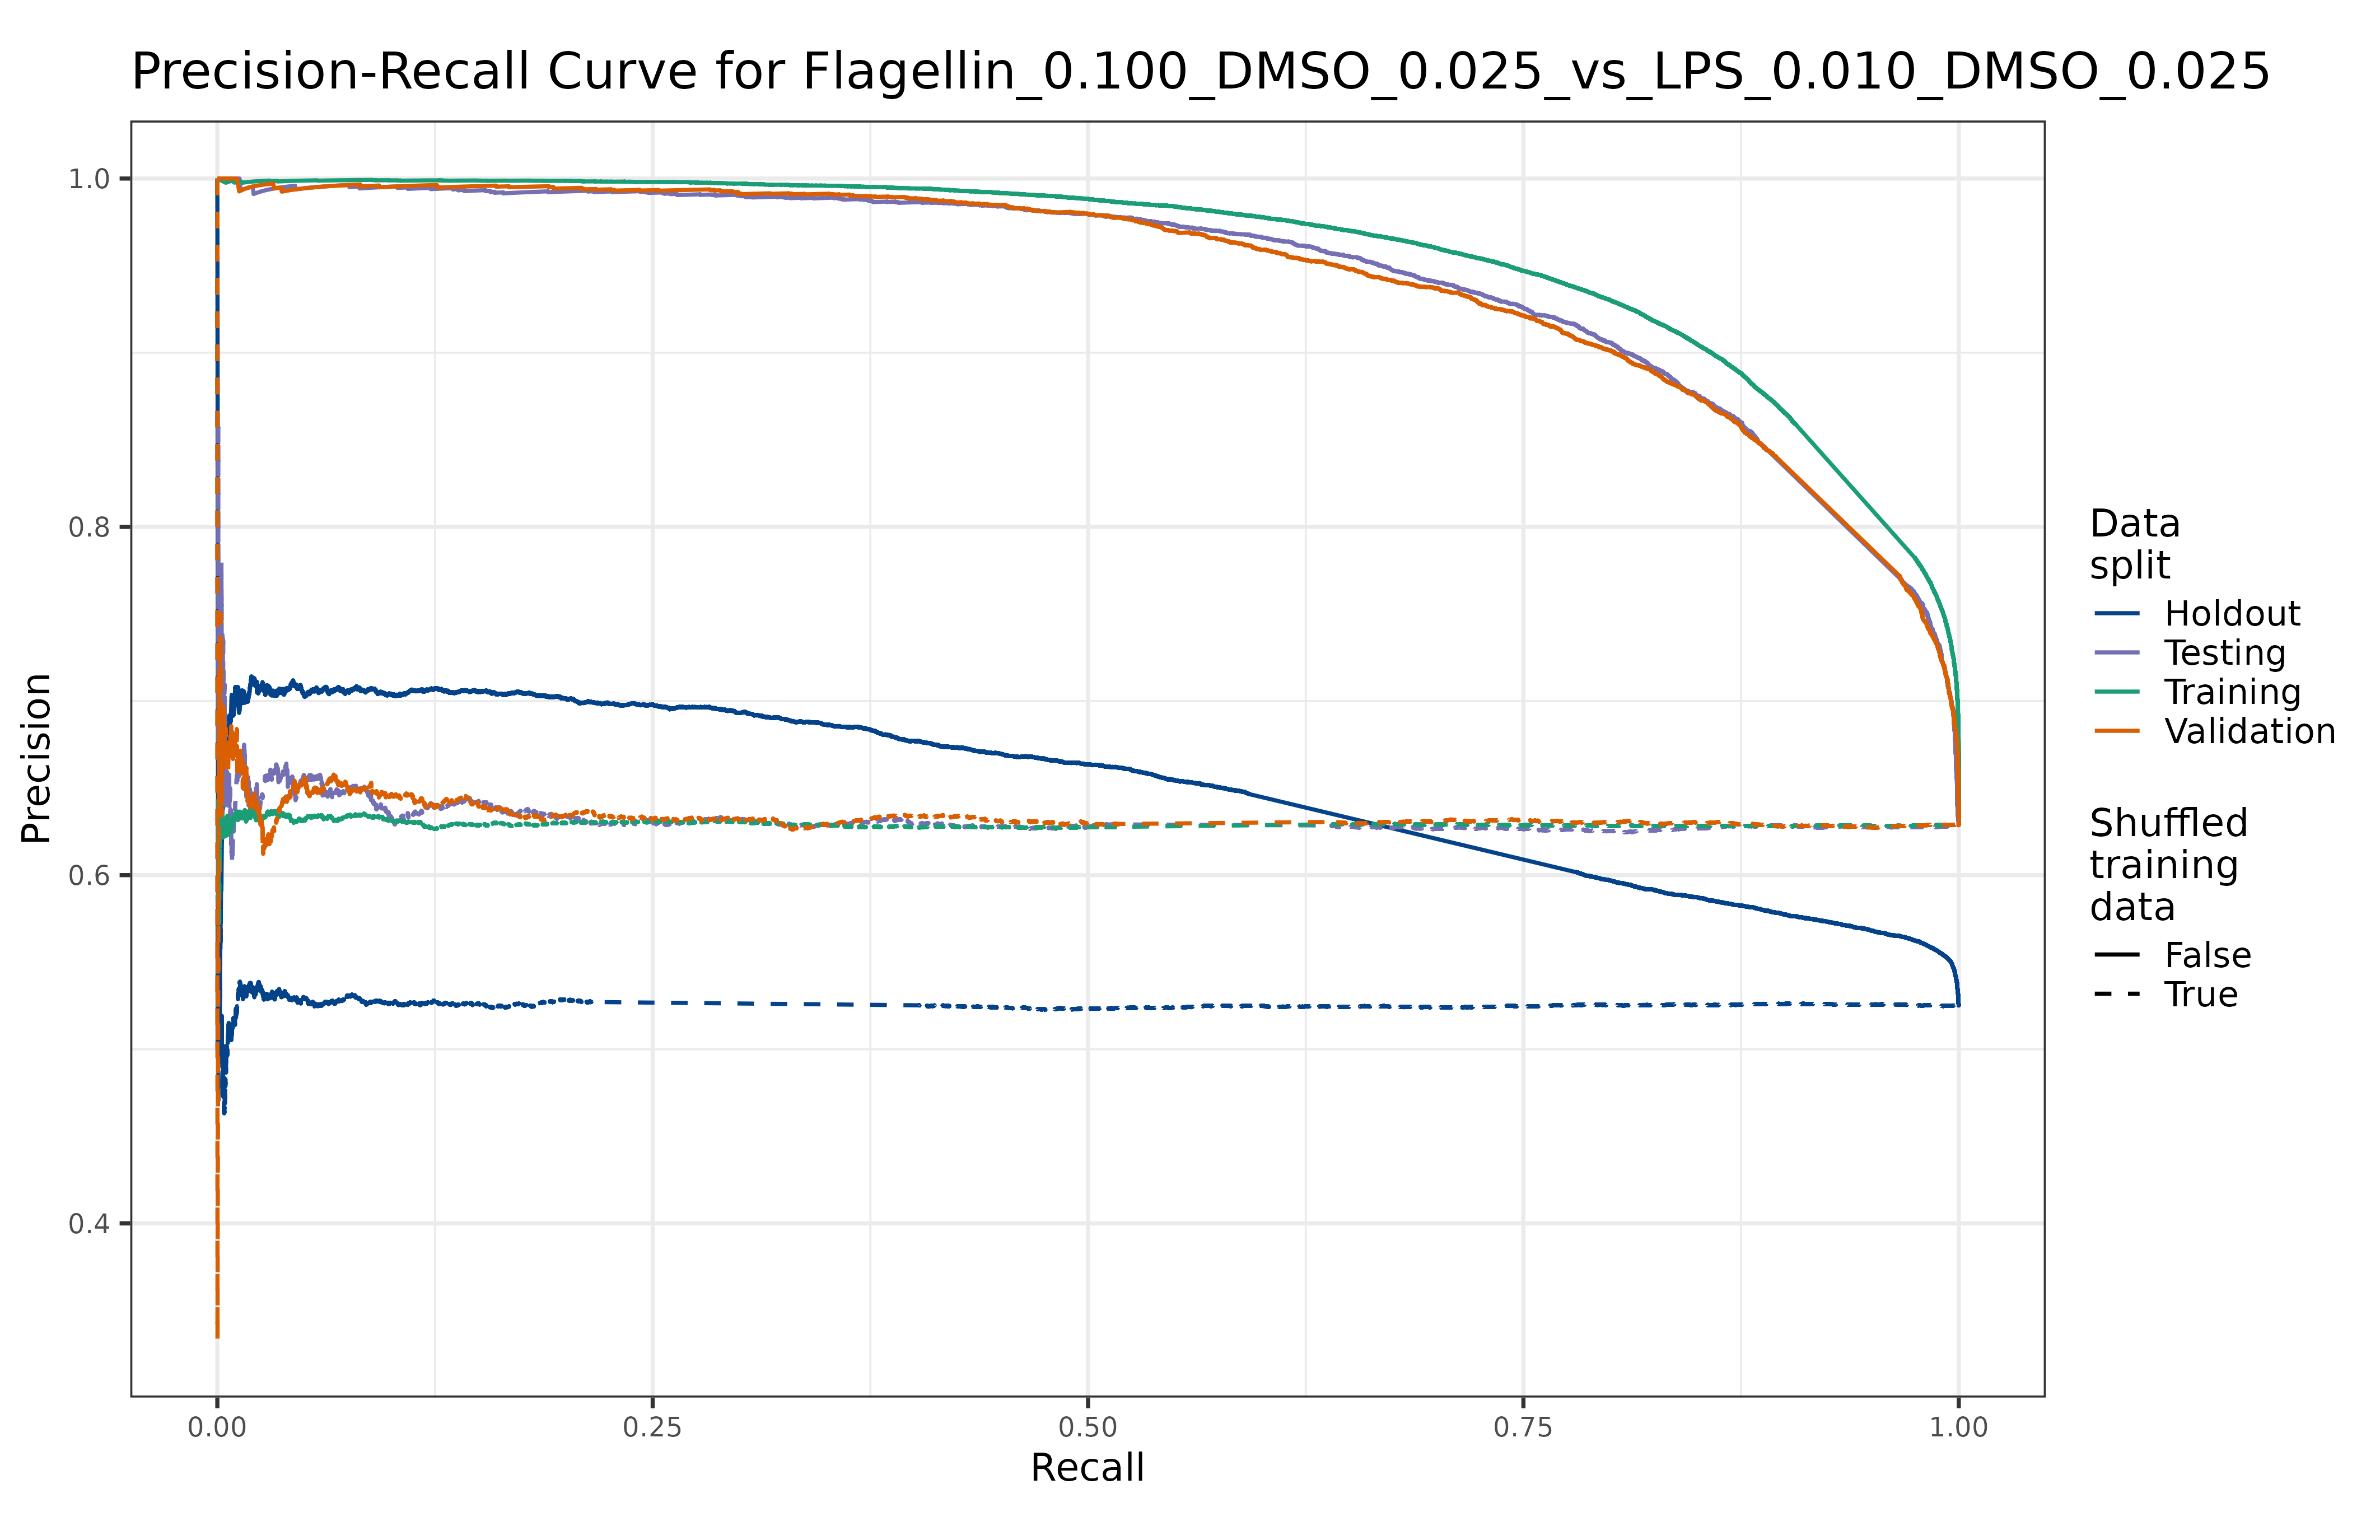 Precision-Recall Curve for Flagellin_0.100_DMSO_0.025_vs_LPS_0.010_DMSO_0.025
1.0
0.8
0.6
0.4
Precision
0.00
0.25
0.50
0.75
1.00
Recall
Data
split
Holdout
Testing
Training
Validation
Shuffled
training
data
False
True